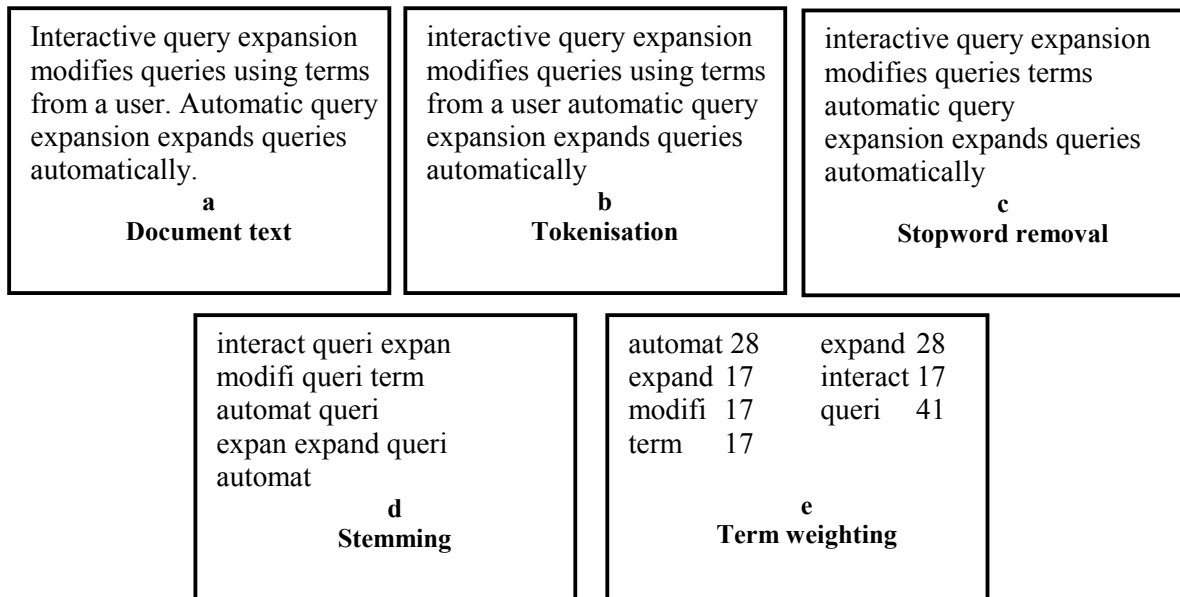 Interactive query expansion
modifies queries using terms
from a user. Automatic query
expansion expands queries
automatically.
a
Document text
interactive query expansion
modifies queries using terms
from a user automatic query
expansion expands queries
automatically
b
Tokenisation
interactive query expansion
modifies queries terms
automatic query
expansion expands queries
automatically
c
Stopword removal
interact queri expan
modifi queri term
automat queri
expan expand queri
automat
d
Stemming
automat 28 expand 28
expand 17 interact 17
modifi 17 queri 41
term 17
e
Term weighting